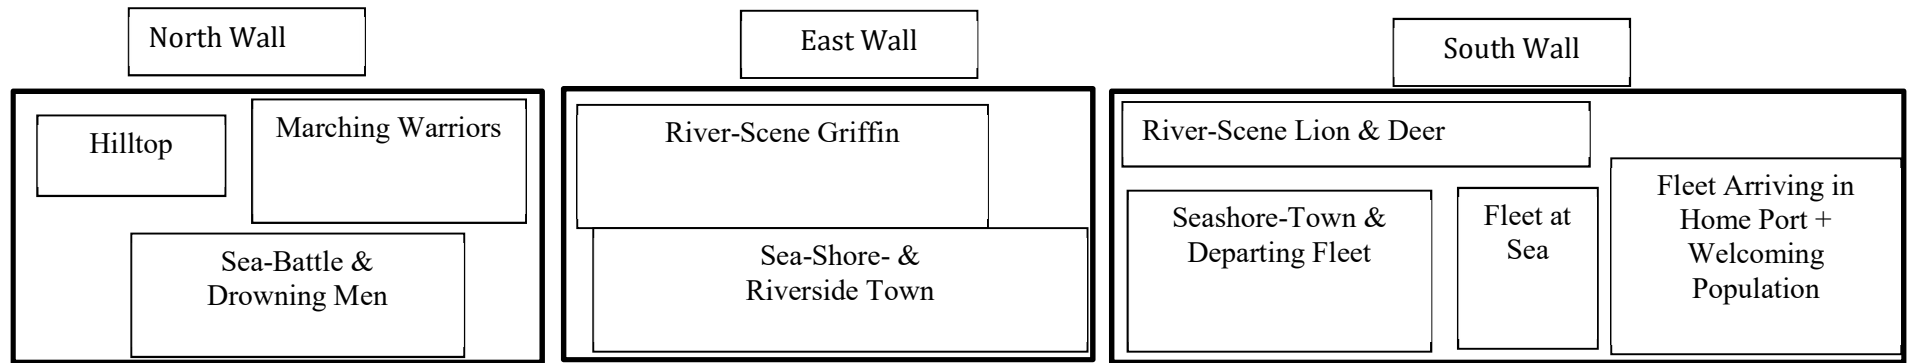 North Wall
East Wall
South Wall
Hilltop
Marching Warriors
Sea-Battle &
Drowning Men
River-Scene Griffin
Sea-Shore- &
Riverside Town
River-Scene Lion & Deer
Seashore-Town &
Departing Fleet
Fleet at
Sea
Fleet Arriving in
Home Port +
Welcoming
Population